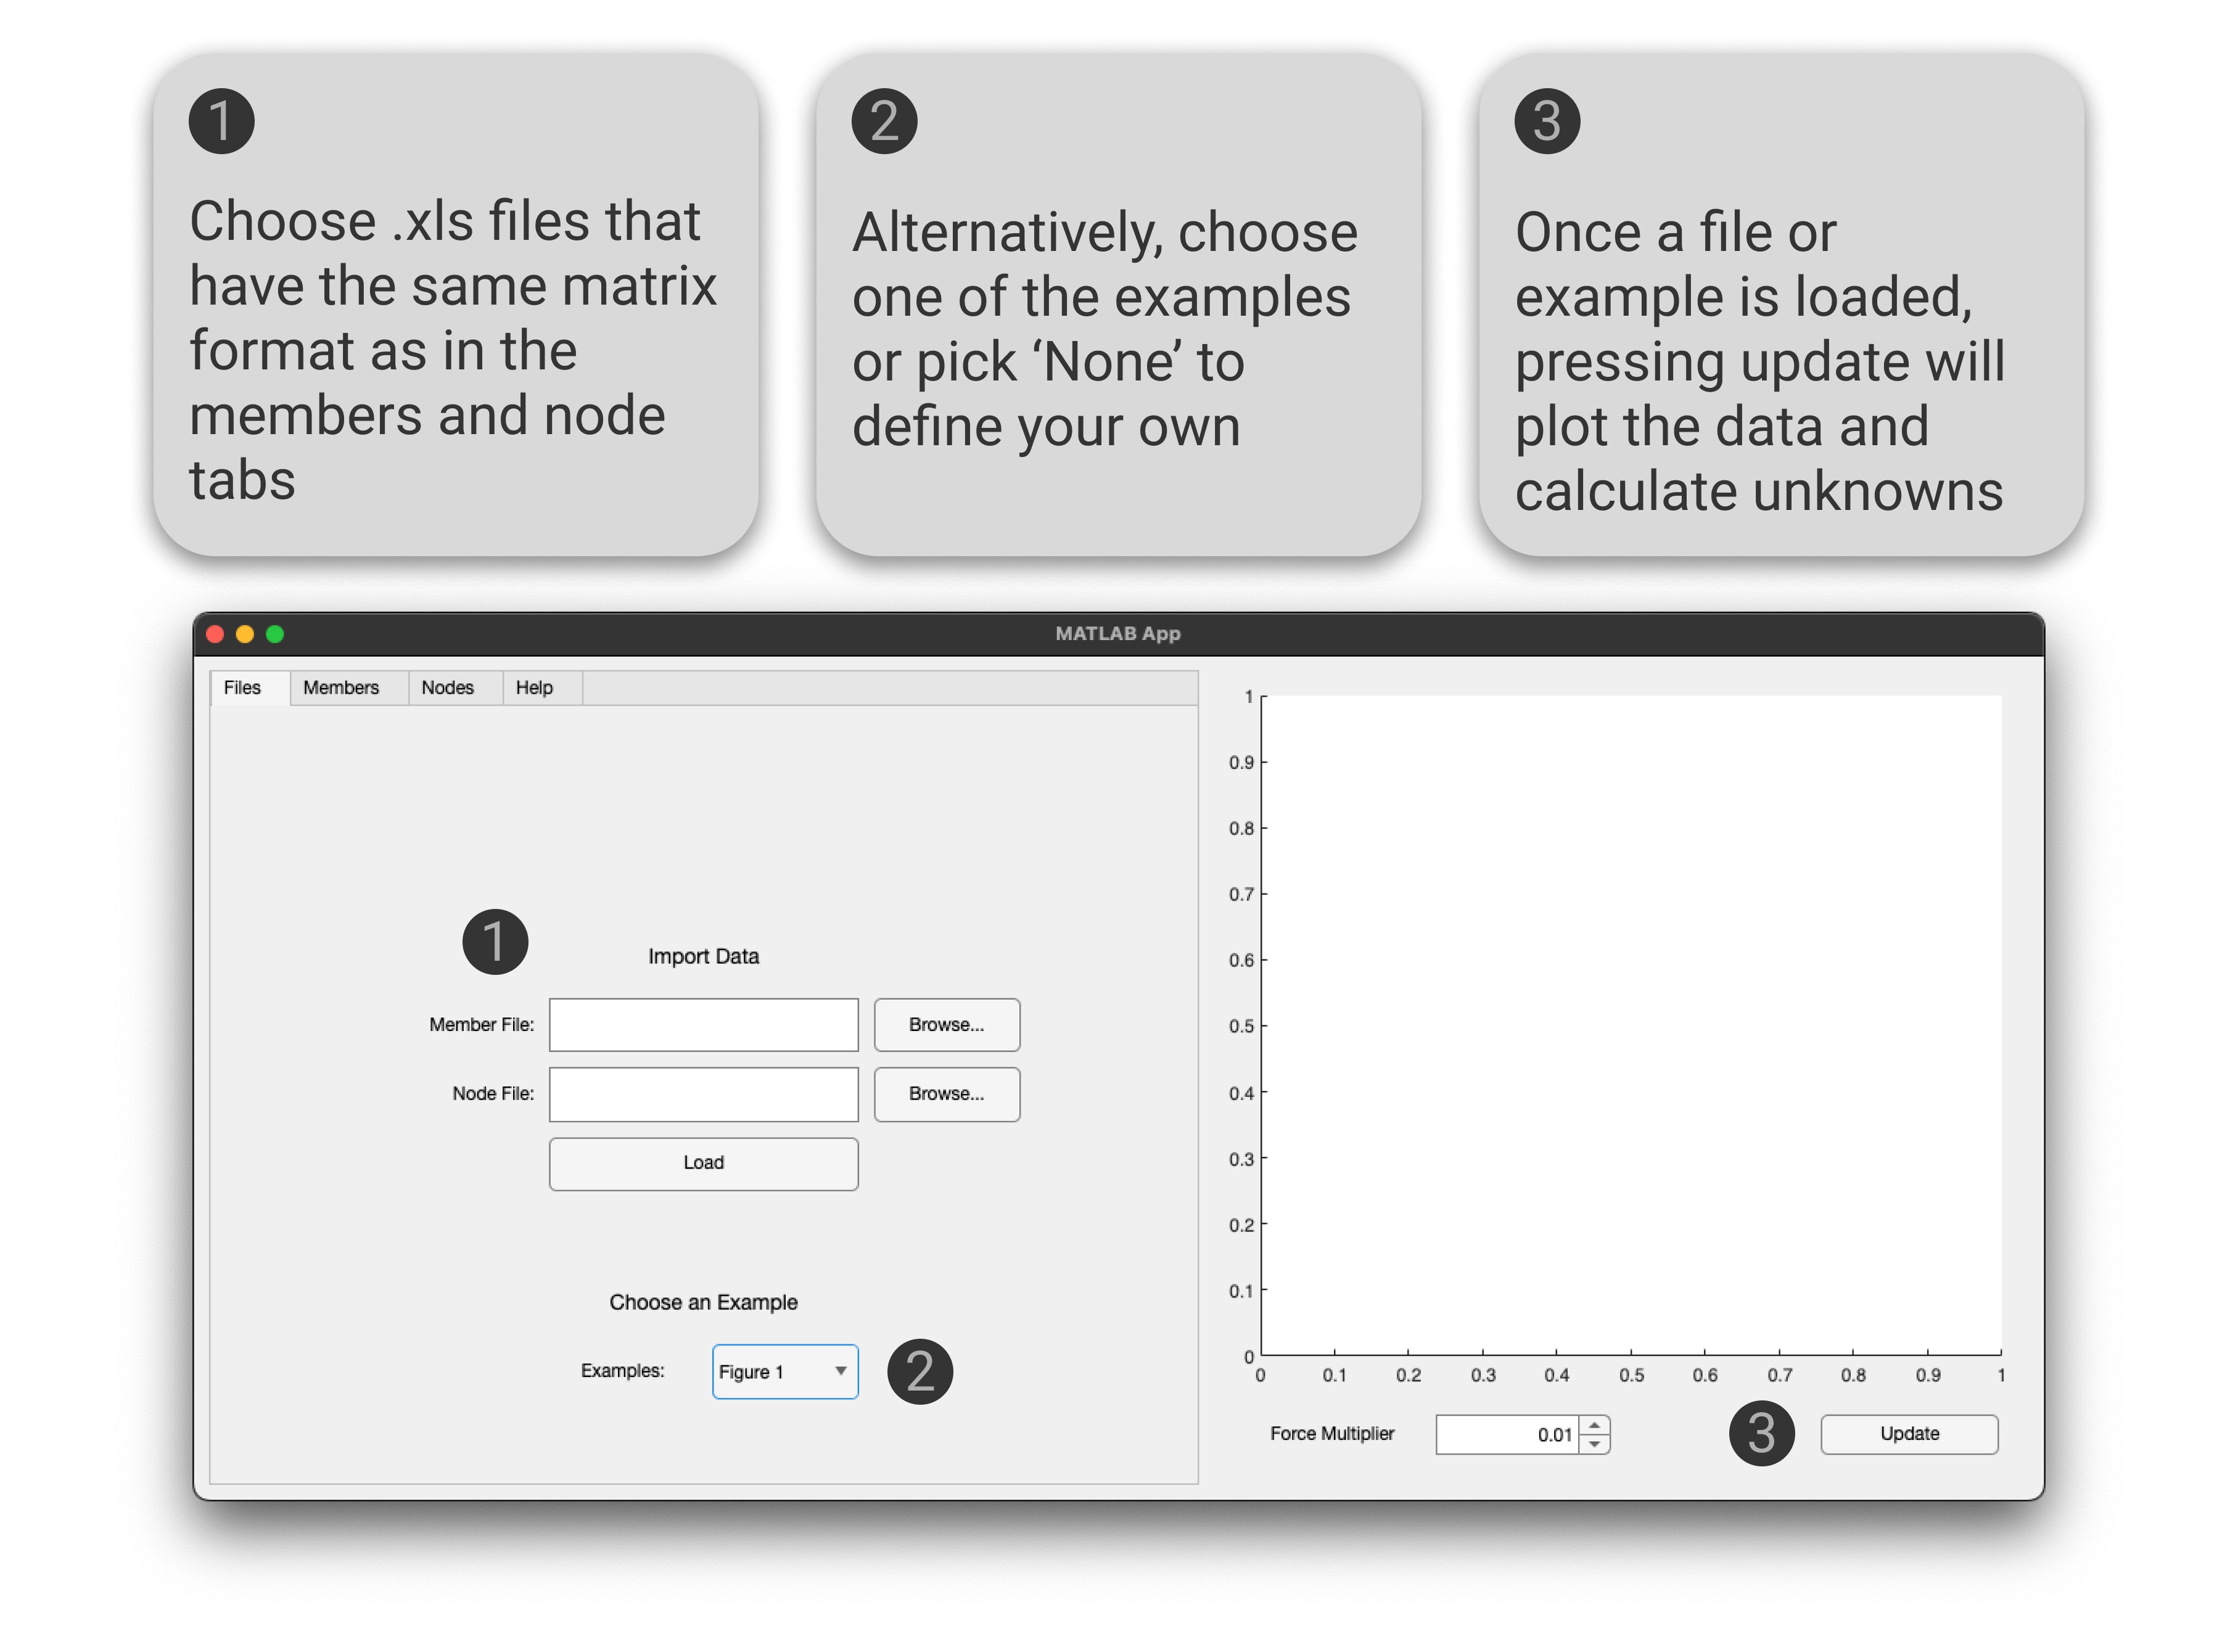 1
Choose .xls files that
have the same matrix
format as in the
members and node
tabs
2
Alternatively, choose
one of the examples
or pick ‘None’ to
define your own
3
Once a file or
example is loaded,
pressing update will
plot the data and
calculate unknowns
MATLAB App
Files Members Nodes Help
1
Import Data
Member File: Browse...
Node File: Browse...
Load
Choose an Example
Examples: Figure 1 2
1
0.9
0.8
0.7
0.6
0.5
0.4
0.3
0.2
0.1
0
0 0.1 0.2 0.3 0.4 0.5 0.6 0.7 0.8 0.9 1
Force Multiplier 0.01 3 Update